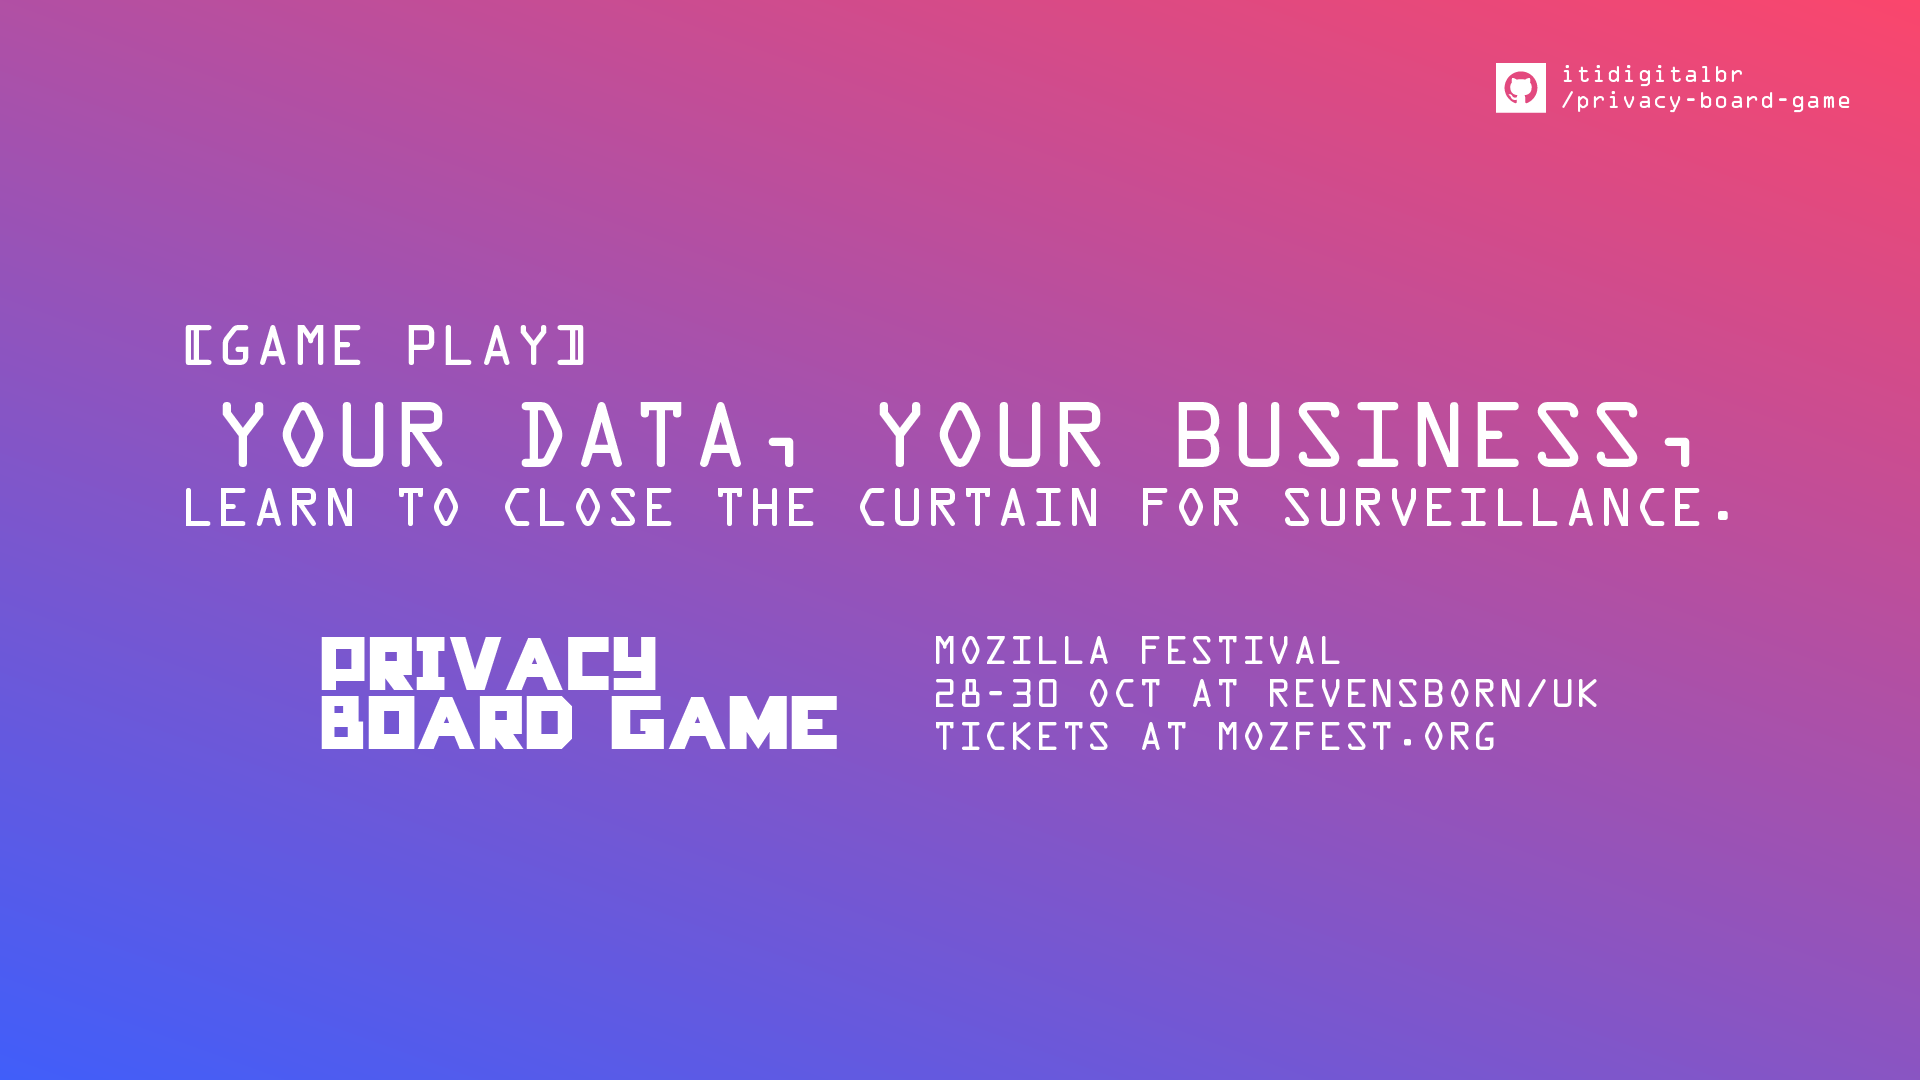 itidigitalbr
/privacy-board-game
[GAME PLAY]
YOUR DATA, YOUR BUSINESS,
LEARN TO CLOSE THE CURTAIN FOR SURVEILLANCE.
PRIVACY
BOARD GAME
MOZILLA FESTIVAL
28-30 OCT AT REVENSBORN/UK
TICKETS AT MOZFEST.ORG